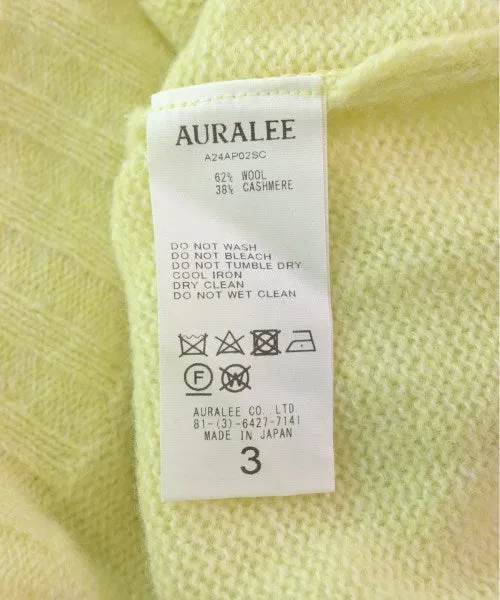 AURALEE
A24AP02SC
62% WOOL
38% CASHMERE
DO NOT WASH
DO NOT BLEACH
DO NOT TUMBLE DRY
COOL IRON
DRY CLEAN
DO NOT WET CLEAN
F W
AURALEE CO.,LTD.
81-(3)-6427-7141
MADE IN JAPAN
3